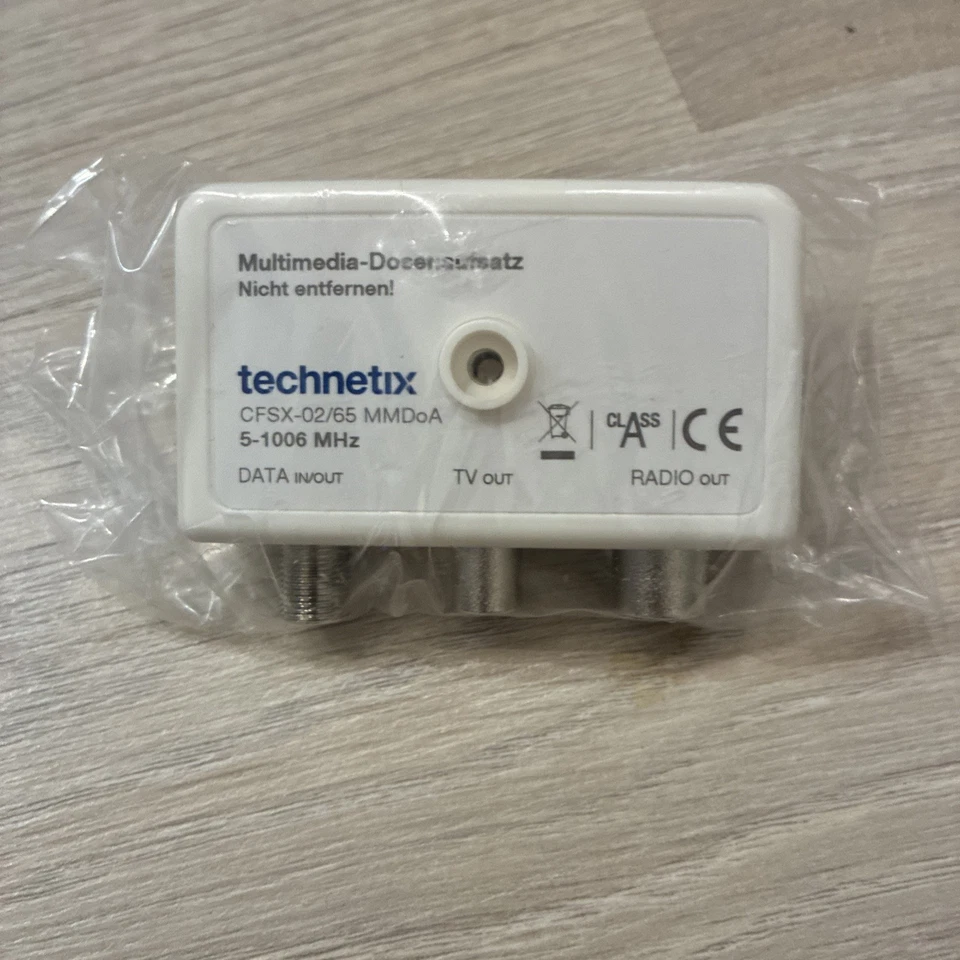 Multimedia-Dosenaufsatz
Nicht entfernen!
technetix
CFSX-02/65 MMDoA
5-1006 MHz
CLASS A
CE
DATA IN/OUT
TV OUT
RADIO OUT